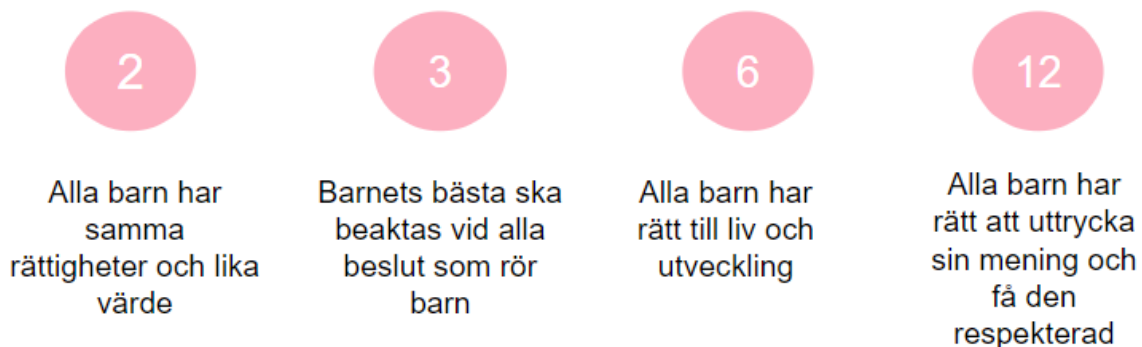 2
Alla barn har
samma
rättigheter och lika
värde
3
Barnets bästa ska
beaktas vid alla
beslut som rör
barn
6
Alla barn har
rätt till liv och
utveckling
12
Alla barn har
rätt att uttrycka
sin mening och
få den
respekterad